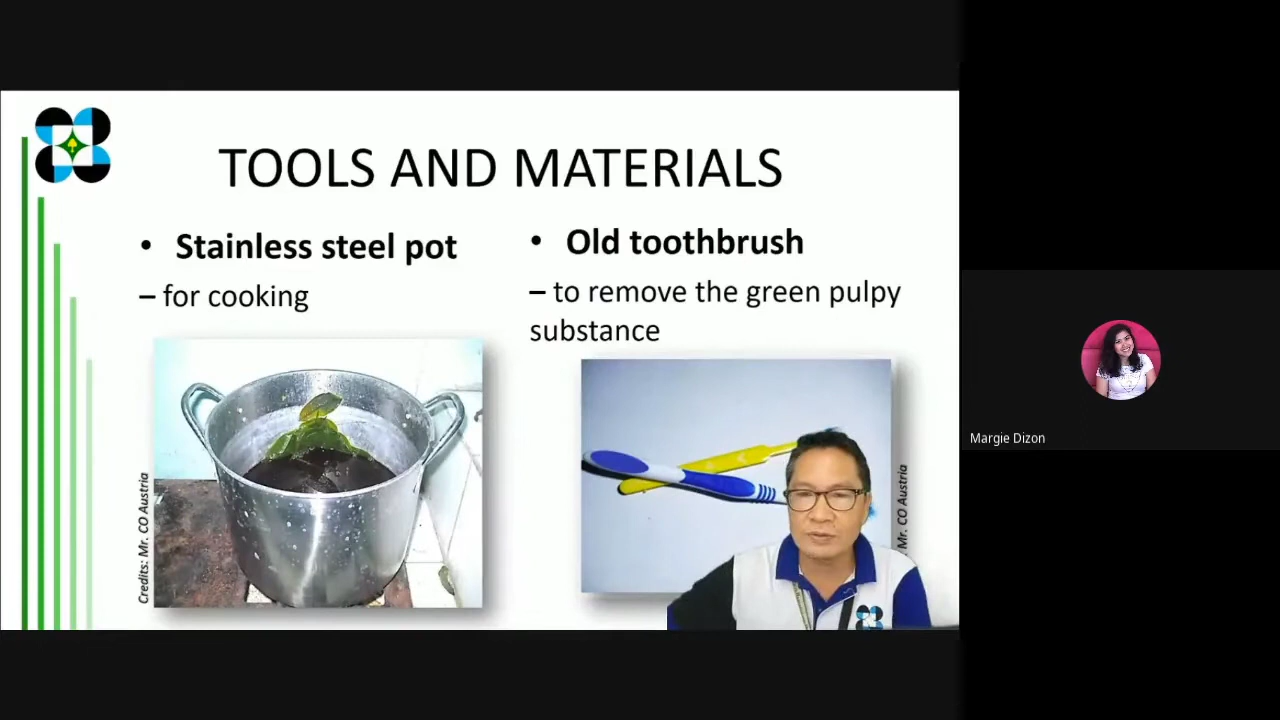 TOOLS AND MATERIALS
• Stainless steel pot
– for cooking
• Old toothbrush
– to remove the green pulpy
substance
Credits: Mr. CO Austria
Mr. CO Austria
Margie Dizon